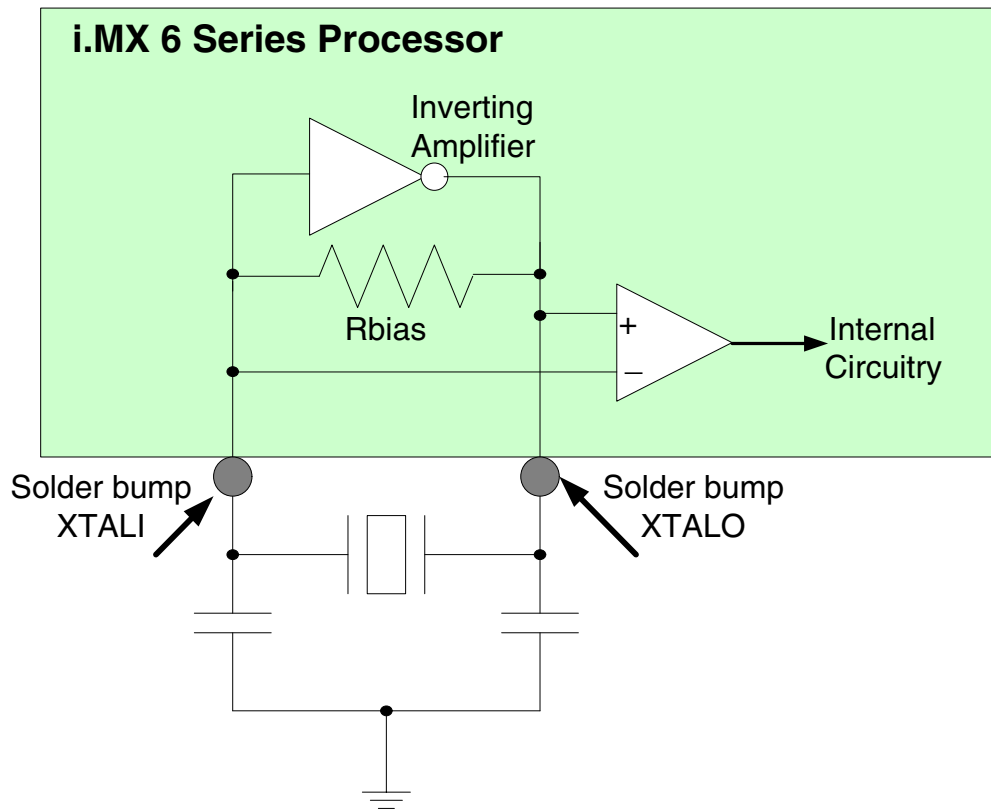 i.MX 6 Series Processor
Inverting
Amplifier
Rbias
+
–
Internal
Circuitry
Solder bump
XTALI
Solder bump
XTALO